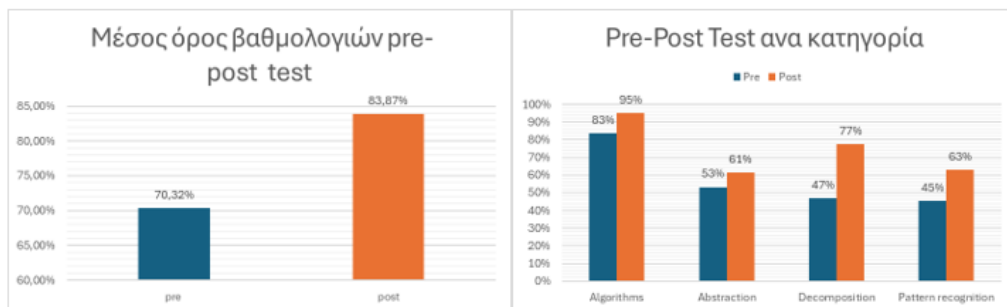 Μέσος όρος βαθμολογιών pre-
post test
85,00%
80,00%
75,00%
70,00%
65,00%
60,00%
70,32%
83,87%
pre
post
Pre-Post Test ανα κατηγορία
Pre
Post
100%
90%
80%
70%
60%
50%
40%
30%
20%
10%
0%
83%
95%
53%
61%
47%
77%
45%
63%
Algorithms
Abstraction
Decomposition
Pattern recognition